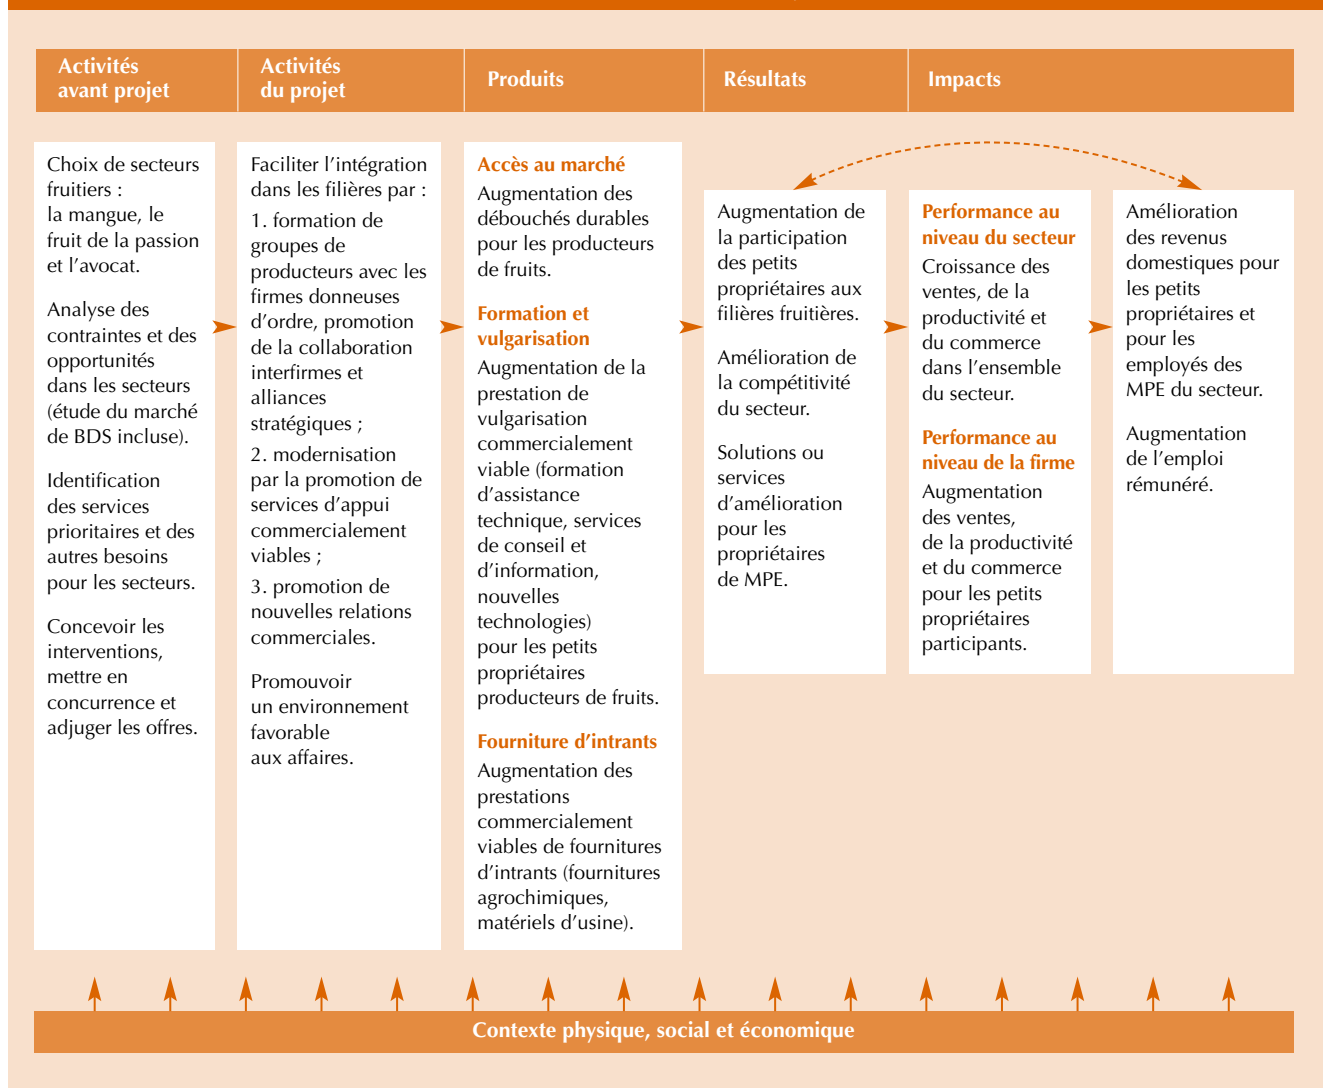 Activités
avant projet
Activités
du projet
Produits
Résultats
Impacts
Choix de secteurs
fruitiers :
la mangue, le
fruit de la passion
et l’avocat.
Analyse des
contraintes et des
opportunités
dans les secteurs
(étude du marché
de BDS incluse).
Identification
des services
prioritaires et des
autres besoins
pour les secteurs.
Concevoir les
interventions,
mettre en
concurrence et
adjuger les offres.
Faciliter l’intégration
dans les filières par :
1. formation de
groupes de
producteurs avec les
firmes donneuses
d’ordre, promotion
de la collaboration
interfirmes et
alliances
stratégiques ;
2. modernisation
par la promotion de
services d’appui
commercialement
viables ;
3. promotion de
nouvelles relations
commerciales.
Promouvoir
un environnement
favorable
aux affaires.
Accès au marché
Augmentation des
débouchés durables
pour les producteurs
de fruits.
Formation et
vulgarisation
Augmentation de la
prestation de
vulgarisation
commercialement
viable (formation
d’assistance
technique, services
de conseil et
d’information,
nouvelles
technologies)
pour les petits
propriétaires
producteurs de fruits.
Fourniture d’intrants
Augmentation des
prestations
commercialement
viables de fournitures
d’intrants (fournitures
agrochimiques,
matériels d’usine).
Augmentation de
la participation
des petits
propriétaires aux
filières fruitières.
Amélioration de
la compétitivité
du secteur.
Solutions ou
services
d’amélioration
pour les
propriétaires
de MPE.
Performance au
niveau du secteur
Croissance des
ventes, de la
productivité et
du commerce
dans l’ensemble
du secteur.
Performance au
niveau de la firme
Augmentation
des ventes,
de la productivité
et du commerce
pour les petits
propriétaires
participants.
Amélioration
des revenus
domestiques pour
les petits
propriétaires et
pour les
employés des
MPE du secteur.
Augmentation
de l’emploi
rémunéré.
Contexte physique, social et économique